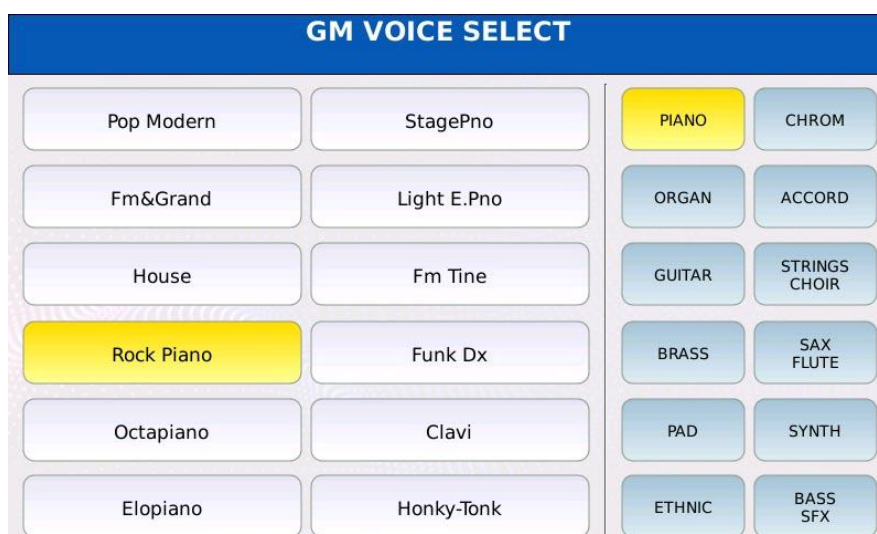 GM VOICE SELECT
Pop Modern
StagePno
PIANO
CHROM
Fm&Grand
Light E.Pno
ORGAN
ACCORD
House
Fm Tine
GUITAR
STRINGS
CHOIR
Rock Piano
Funk Dx
BRASS
SAX
FLUTE
Octapiano
Clavi
PAD
SYNTH
Elopiano
Honky-Tonk
ETHNIC
BASS
SFX